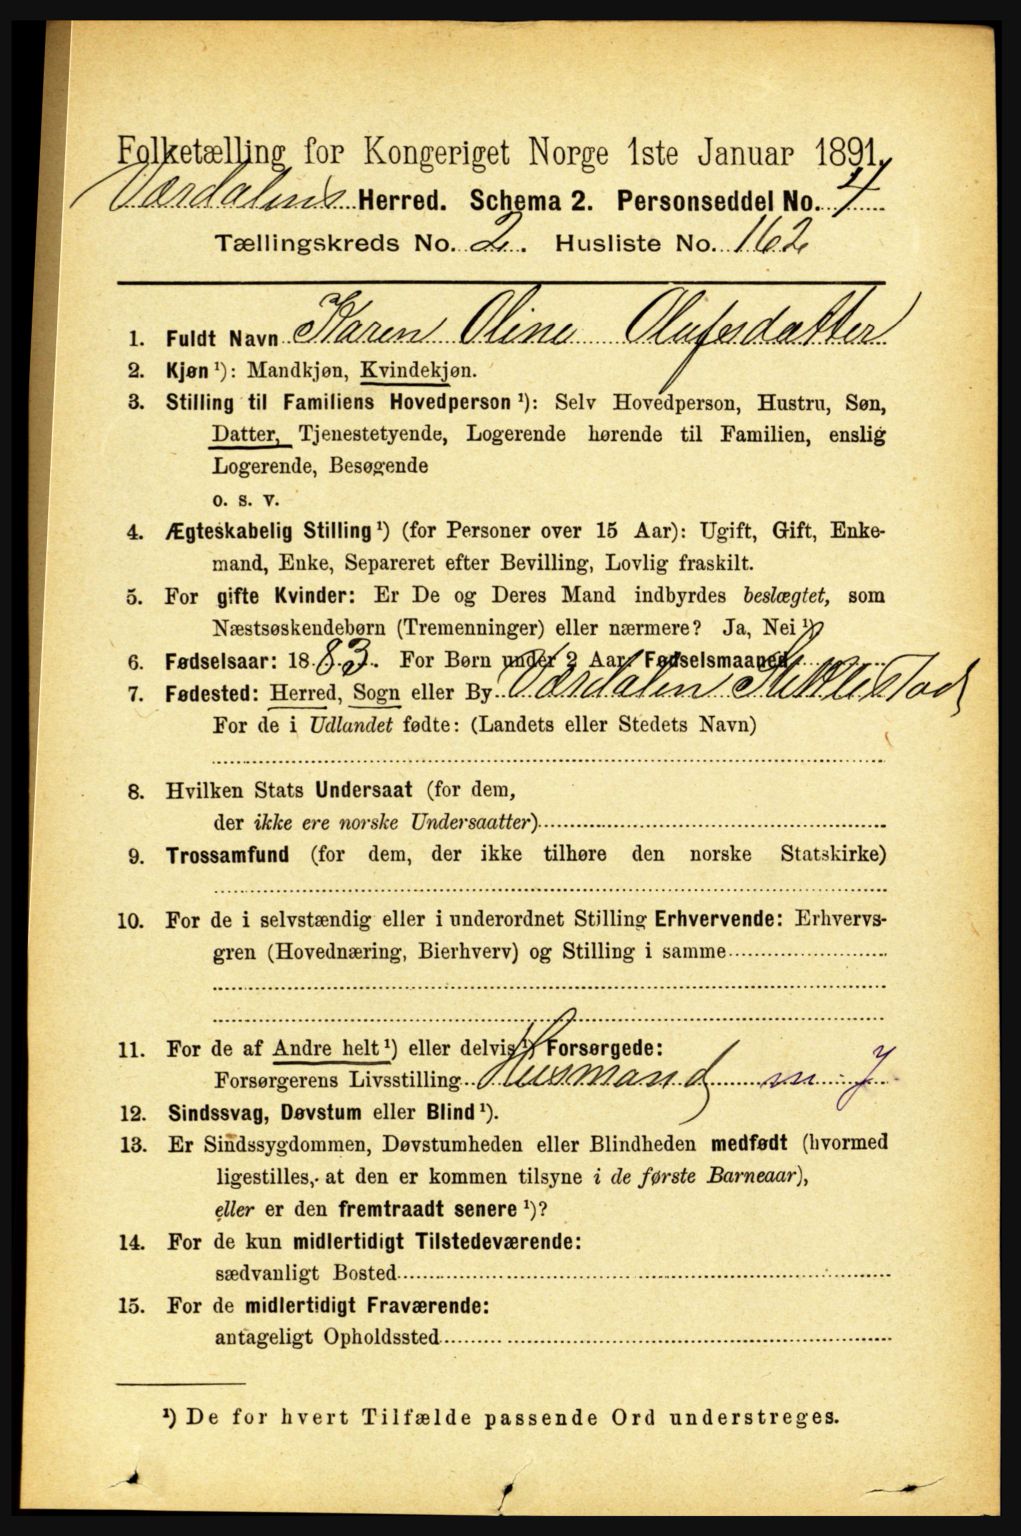 Folketælling for Kongeriget Norge 1ste Januar 1891.
Værdalens Herred. Schema 2. Personseddel No. 4
Tællingskreds No. 2. Husliste No. 162
1. Fuldt Navn Karen Oline Olufsdatter
2. Kjøn ¹): Mandkjøn, Kvindekjøn.
3. Stilling til Familiens Hovedperson ¹): Selv Hovedperson, Hustru, Søn,
Datter, Tjenestetyende, Logerende hørende til Familien, enslig
Logerende, Besøgende
o. s. v.
4. Ægteskabelig Stilling ¹) (for Personer over 15 Aar): Ugift, Gift, Enke-
mand, Enke, Separeret efter Bevilling, Lovlig fraskilt.
5. For gifte Kvinder: Er De og Deres Mand indbyrdes beslægtet, som
Næstsøskendebørn (Tremenninger) eller nærmere? Ja, Nei ¹)
6. Fødselsaar: 1883. For Børn under 2 Aar, Fødselsmaaned
7. Fødested: Herred, Sogn eller By Værdalen Stiklestad
For de i Udlandet fødte: (Landets eller Stedets Navn)
8. Hvilken Stats Undersaat (for dem,
der ikke ere norske Undersaatter)
9. Trossamfund (for dem, der ikke tilhøre den norske Statskirke)
10. For de i selvstændig eller i underordnet Stilling Erhvervende: Erhvervs-
gren (Hovednæring, Bierhverv) og Stilling i samme
11. For de af Andre helt ¹) eller delvis ¹) Forsørgede:
Forsørgerens Livsstilling Husmand m. J
12. Sindssvag, Døvstum eller Blind ¹).
13. Er Sindssygdommen, Døvstumheden eller Blindheden medfødt (hvormed
ligestilles, at den er kommen tilsyne i de første Barneaar),
eller er den fremtraadt senere ¹)?
14. For de kun midlertidigt Tilstedeværende:
sædvanligt Bosted
15. For de midlertidigt Fraværende:
antageligt Opholdssted
¹) De for hvert Tilfælde passende Ord understreges.